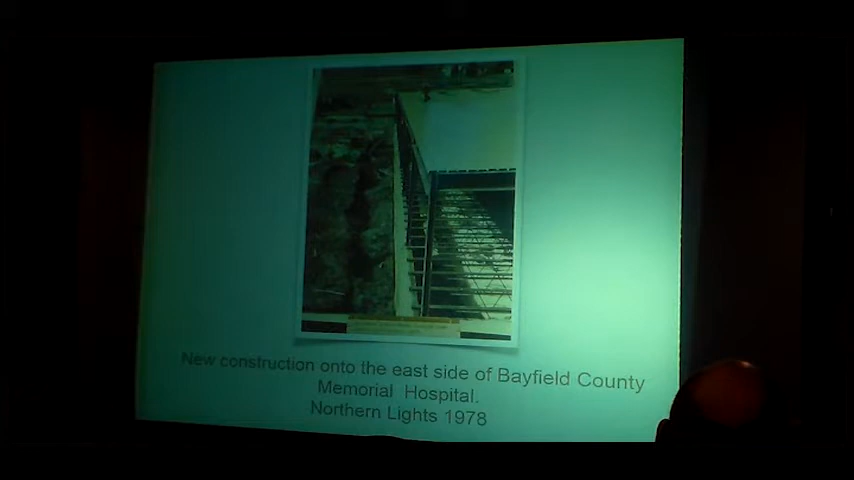 New construction onto the east side of Bayfield County
Memorial Hospital.
Northern Lights 1978